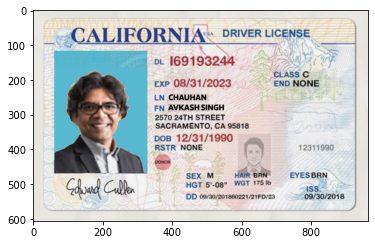 CALIFORNIA USA DRIVER LICENSE
DL I69193244
CLASS C
EXP 08/31/2023 END NONE
LN CHAUHAN
FN AVKASH SINGH
2570 24TH STREET
SACRAMENTO, CA 95818
DOB 12/31/1990
RSTR NONE 12311990
DONOR
SEX M HAIR BRN EYES BRN
HGT 5'-08" WGT 175 lb
ISS
DD 09/30/201860221/21FD/23 09/30/2018
Edward Cullen
0
100
200
300
400
500
600
0 200 400 600 800